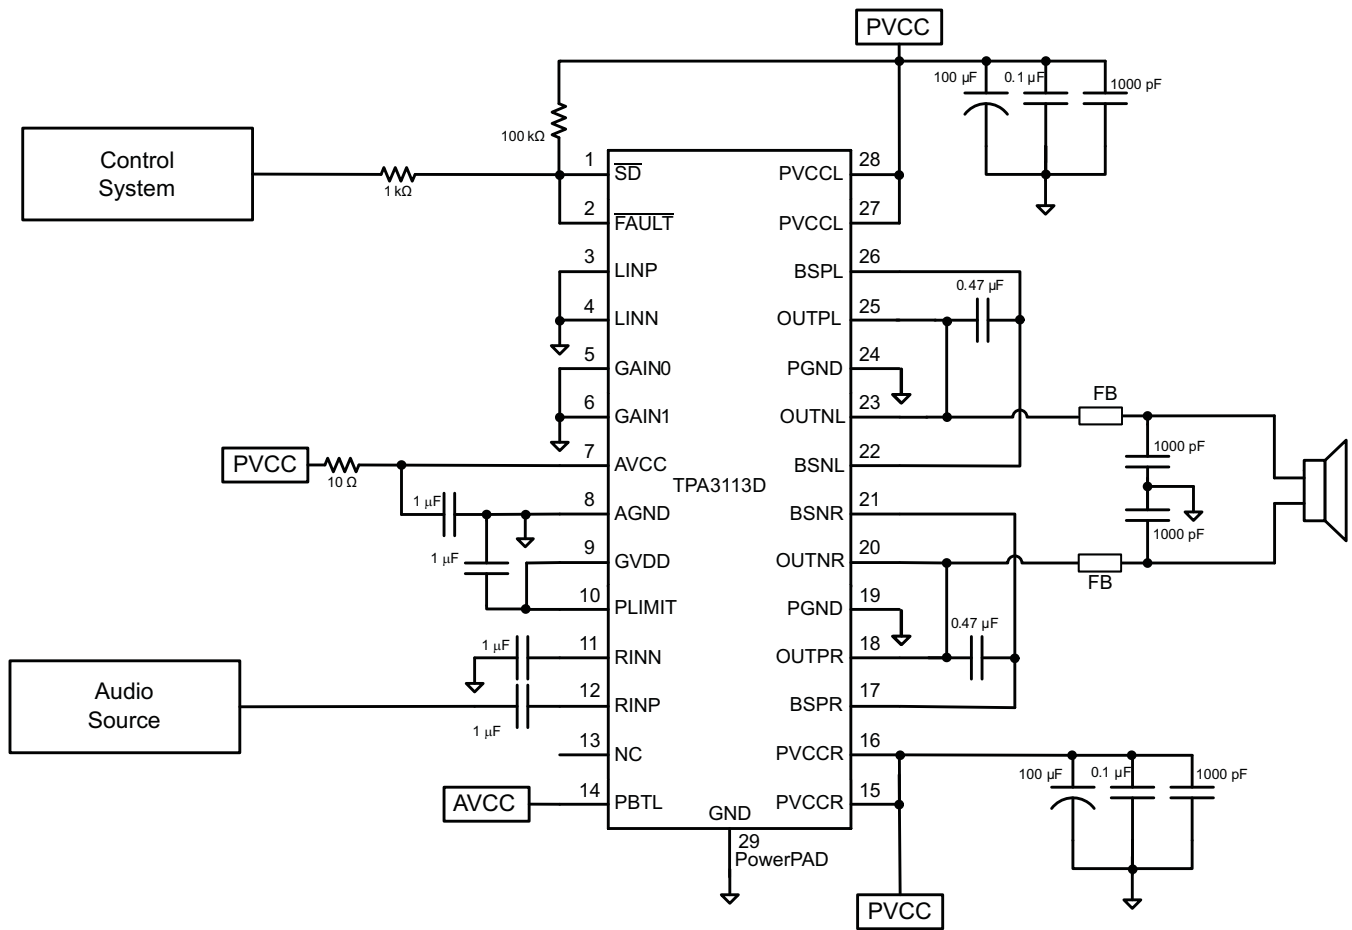 PVCC
100 µF
0.1 µF
1000 pF
100 kΩ
Control
System
1 kΩ
1
SD
2
FAULT
3
LINP
4
LINN
5
GAIN0
6
GAIN1
PVCC
10 Ω
7
AVCC
1 µF
8
AGND
1 µF
9
GVDD
10
PLIMIT
1 µF
11
RINN
Audio
Source
1 µF
12
RINP
13
NC
AVCC
14
PBTL
TPA3113D
GND
29
PowerPAD
28
PVCCL
27
PVCCL
26
BSPL
0.47 µF
25
OUTPL
24
PGND
23
OUTNL
FB
22
BSNL
1000 pF
21
BSNR
1000 pF
20
OUTNR
FB
19
PGND
0.47 µF
18
OUTPR
17
BSPR
16
PVCCR
15
PVCCR
100 µF
0.1 µF
1000 pF
PVCC